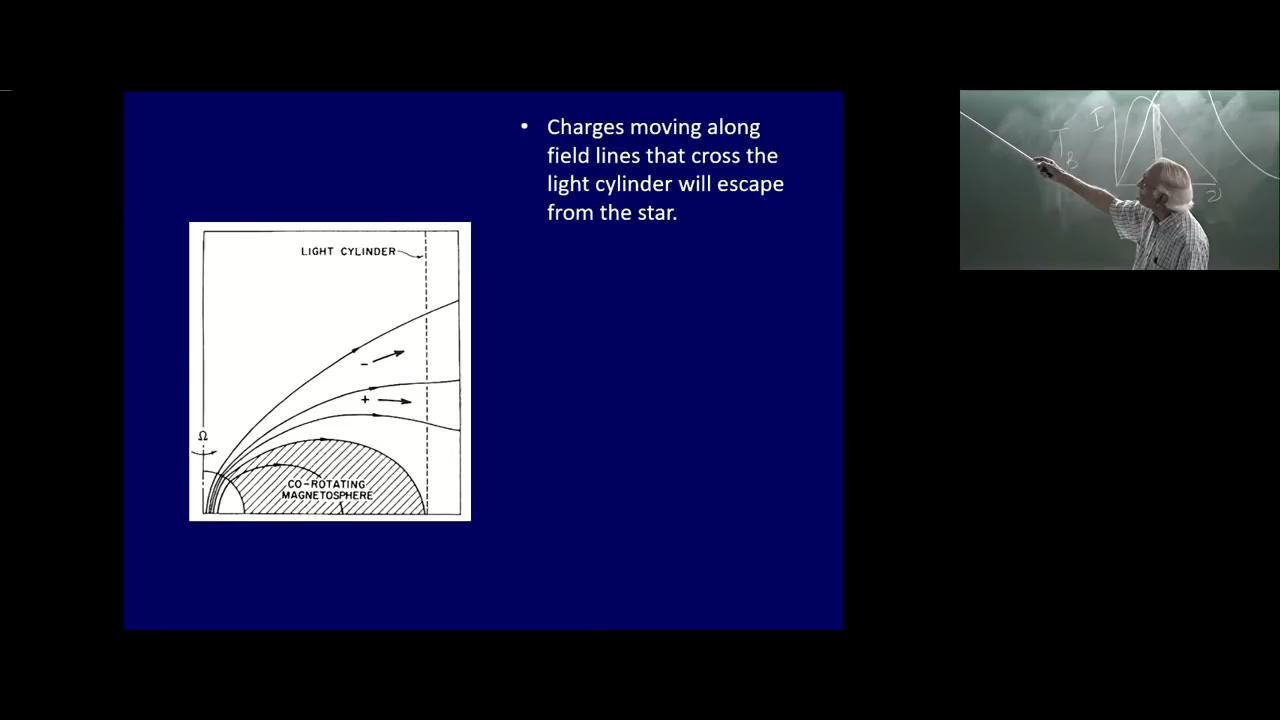 • Charges moving along
field lines that cross the
light cylinder will escape
from the star.
LIGHT CYLINDER
−
+
Ω
CO-ROTATING
MAGNETOSPHERE
I
T
B